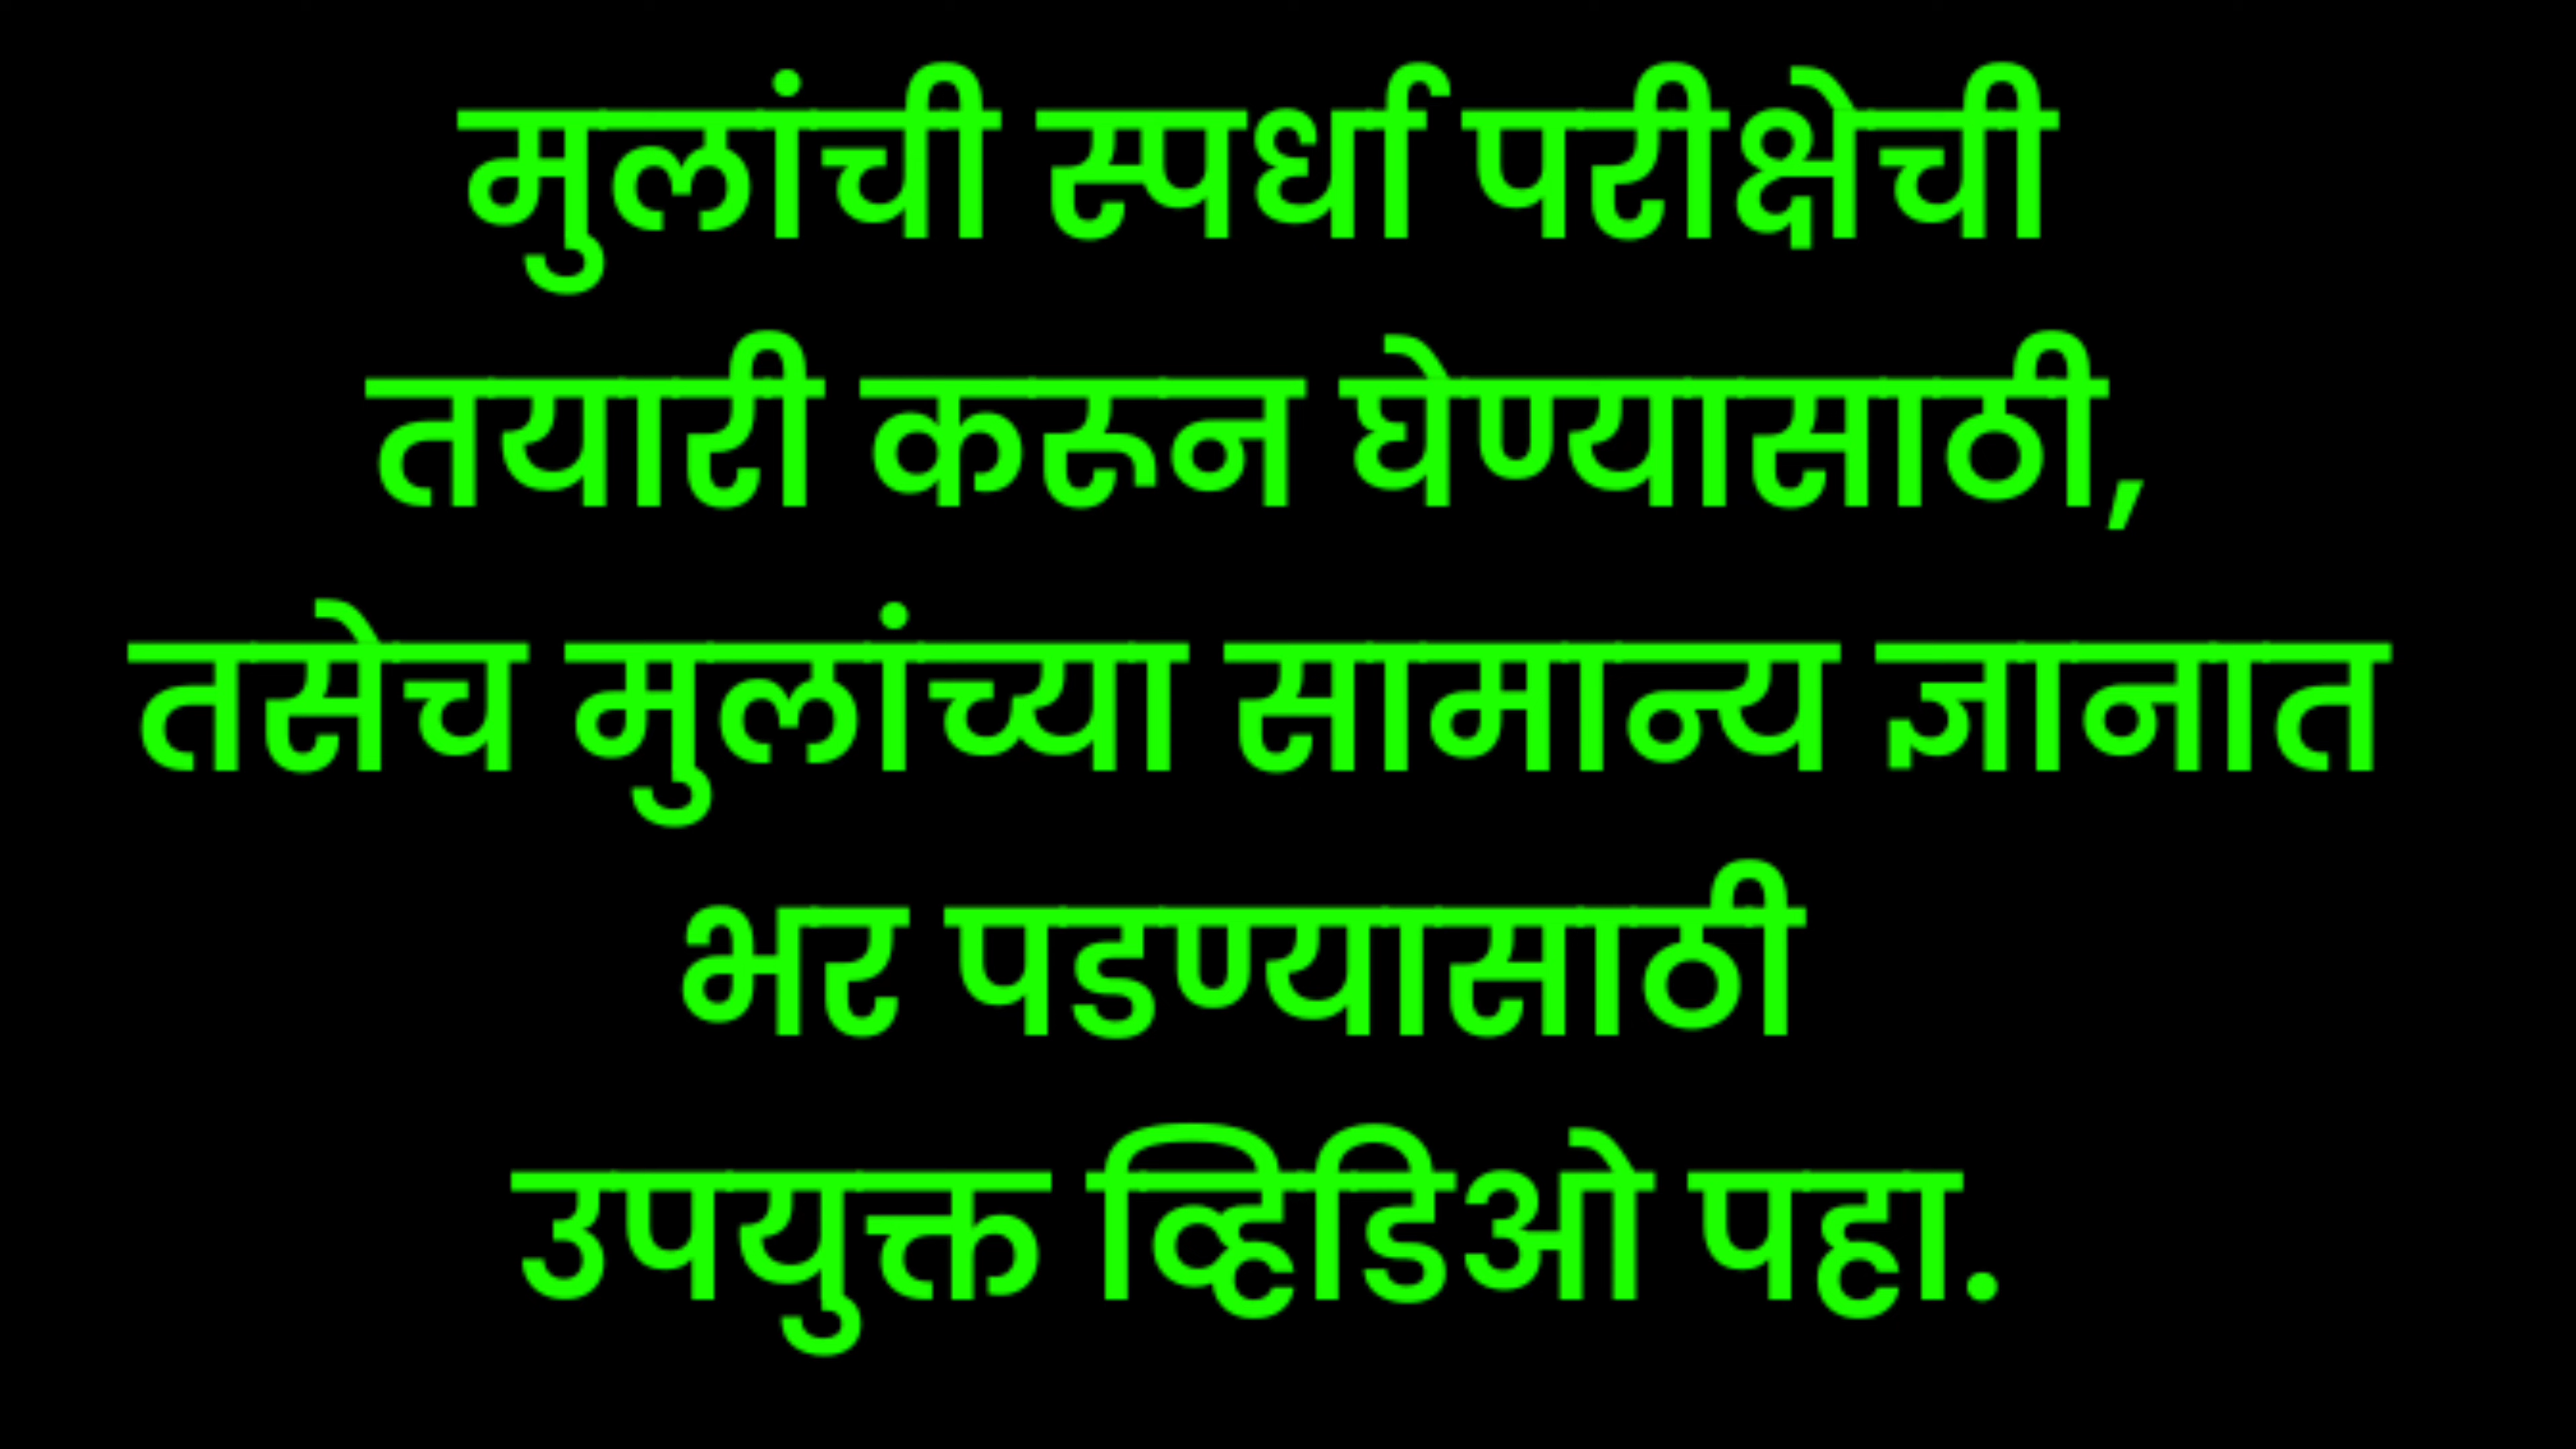 मुलांची स्पर्धा परीक्षेची
तयारी करून घेण्यासाठी,
तसेच मुलांच्या सामान्य ज्ञानात
भर पडण्यासाठी
उपयुक्त व्हिडिओ पहा.